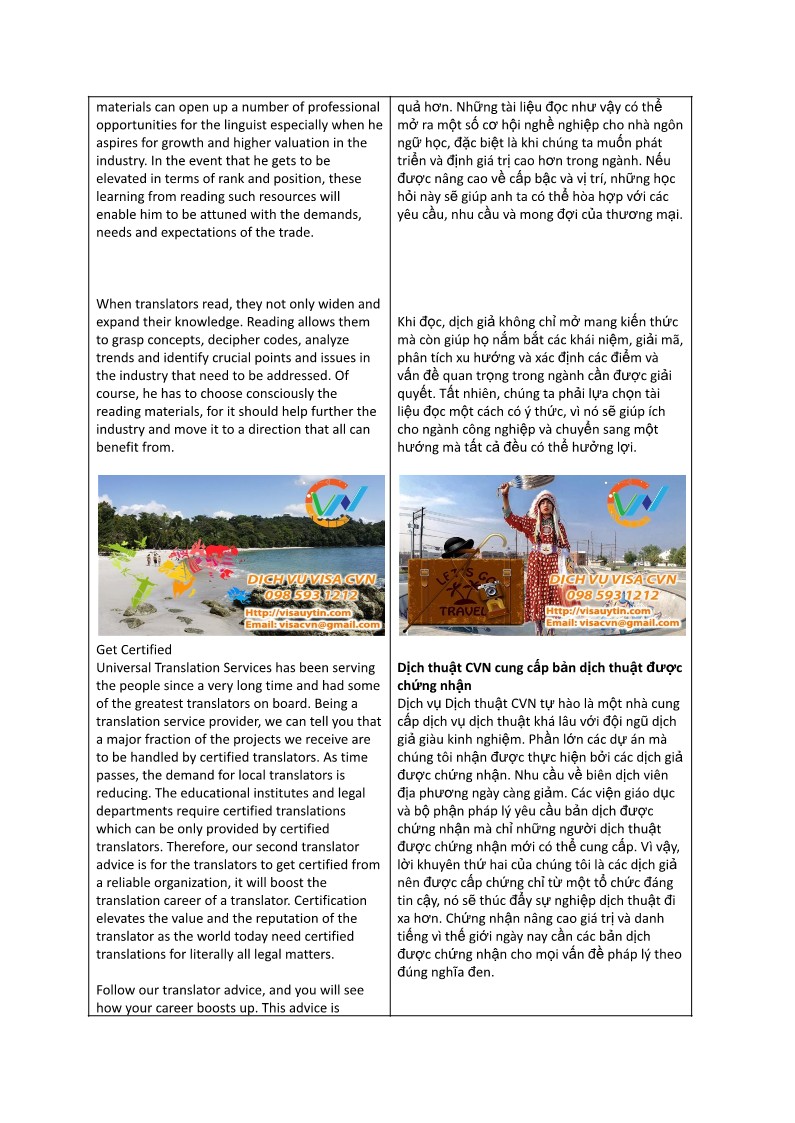 materials can open up a number of professional
opportunities for the linguist especially when he
aspires for growth and higher valuation in the
industry. In the event that he gets to be
elevated in terms of rank and position, these
learning from reading such resources will
enable him to be attuned with the demands,
needs and expectations of the trade.
When translators read, they not only widen and
expand their knowledge. Reading allows them
to grasp concepts, decipher codes, analyze
trends and identify crucial points and issues in
the industry that need to be addressed. Of
course, he has to choose consciously the
reading materials, for it should help further the
industry and move it to a direction that all can
benefit from.
CVN
DỊCH VỤ VISA CVN
098 593 1212
Http://visauytin.com
Email: visacvn@gmail.com
Get Certified
Universal Translation Services has been serving
the people since a very long time and had some
of the greatest translators on board. Being a
translation service provider, we can tell you that
a major fraction of the projects we receive are
to be handled by certified translators. As time
passes, the demand for local translators is
reducing. The educational institutes and legal
departments require certified translations
which can be only provided by certified
translators. Therefore, our second translator
advice is for the translators to get certified from
a reliable organization, it will boost the
translation career of a translator. Certification
elevates the value and the reputation of the
translator as the world today need certified
translations for literally all legal matters.
Follow our translator advice, and you will see
how your career boosts up. This advice is
quả hơn. Những tài liệu đọc như vậy có thể
mở ra một số cơ hội nghề nghiệp cho nhà ngôn
ngữ học, đặc biệt là khi chúng ta muốn phát
triển và định giá trị cao hơn trong ngành. Nếu
được nâng cao về cấp bậc và vị trí, những học
hỏi này sẽ giúp anh ta có thể hòa hợp với các
yêu cầu, nhu cầu và mong đợi của thương mại.
Khi đọc, dịch giả không chỉ mở mang kiến thức
mà còn giúp họ nắm bắt các khái niệm, giải mã,
phân tích xu hướng và xác định các điểm và
vấn đề quan trọng trong ngành cần được giải
quyết. Tất nhiên, chúng ta phải lựa chọn tài
liệu đọc một cách có ý thức, vì nó sẽ giúp ích
cho ngành công nghiệp và chuyển sang một
hướng mà tất cả đều có thể hưởng lợi.
CVN
LET'S GO
TRAVEL
DỊCH VỤ VISA CVN
098 593 1212
Http://visauytin.com
Email: visacvn@gmail.com
Dịch thuật CVN cung cấp bản dịch thuật được
chứng nhận
Dịch vụ Dịch thuật CVN tự hào là một nhà cung
cấp dịch vụ dịch thuật khá lâu với đội ngũ dịch
giả giàu kinh nghiệm. Phần lớn các dự án mà
chúng tôi nhận được thực hiện bởi các dịch giả
được chứng nhận. Nhu cầu về biên dịch viên
địa phương ngày càng giảm. Các viện giáo dục
và bộ phận pháp lý yêu cầu bản dịch được
chứng nhận mà chỉ những người dịch thuật
được chứng nhận mới có thể cung cấp. Vì vậy,
lời khuyên thứ hai của chúng tôi là các dịch giả
nên được cấp chứng chỉ từ một tổ chức đáng
tin cậy, nó sẽ thúc đẩy sự nghiệp dịch thuật đi
xa hơn. Chứng nhận nâng cao giá trị và danh
tiếng vì thế giới ngày nay cần các bản dịch
được chứng nhận cho mọi vấn đề pháp lý theo
đúng nghĩa đen.